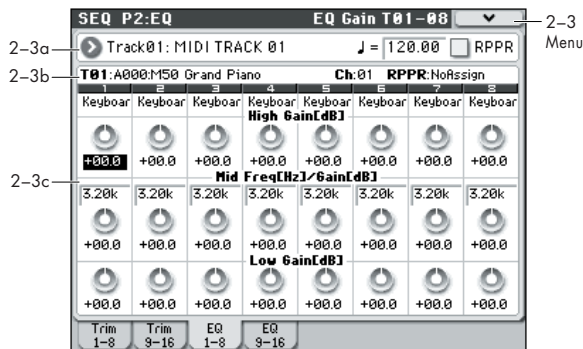 SEQ P2:EQ EQ Gain T01-08
2–3
Menu
2–3a
Track01: MIDI TRACK 01 ♩ = 120.00 RPPR
2–3b
T01:A000:M50 Grand Piano Ch:01 RPPR:NoAssign
1 2 3 4 5 6 7 8
Keyboar Keyboar Keyboar Keyboar Keyboar Keyboar Keyboar Keyboar
High Gain[dB]
+00.0 +00.0 +00.0 +00.0 +00.0 +00.0 +00.0 +00.0
Mid Freq[Hz]/Gain[dB]
2–3c
3.20k 3.20k 3.20k 3.20k 3.20k 3.20k 3.20k 3.20k
+00.0 +00.0 +00.0 +00.0 +00.0 +00.0 +00.0 +00.0
Low Gain[dB]
+00.0 +00.0 +00.0 +00.0 +00.0 +00.0 +00.0 +00.0
Trim 1-8 Trim 9-16 EQ 1-8 EQ 9-16